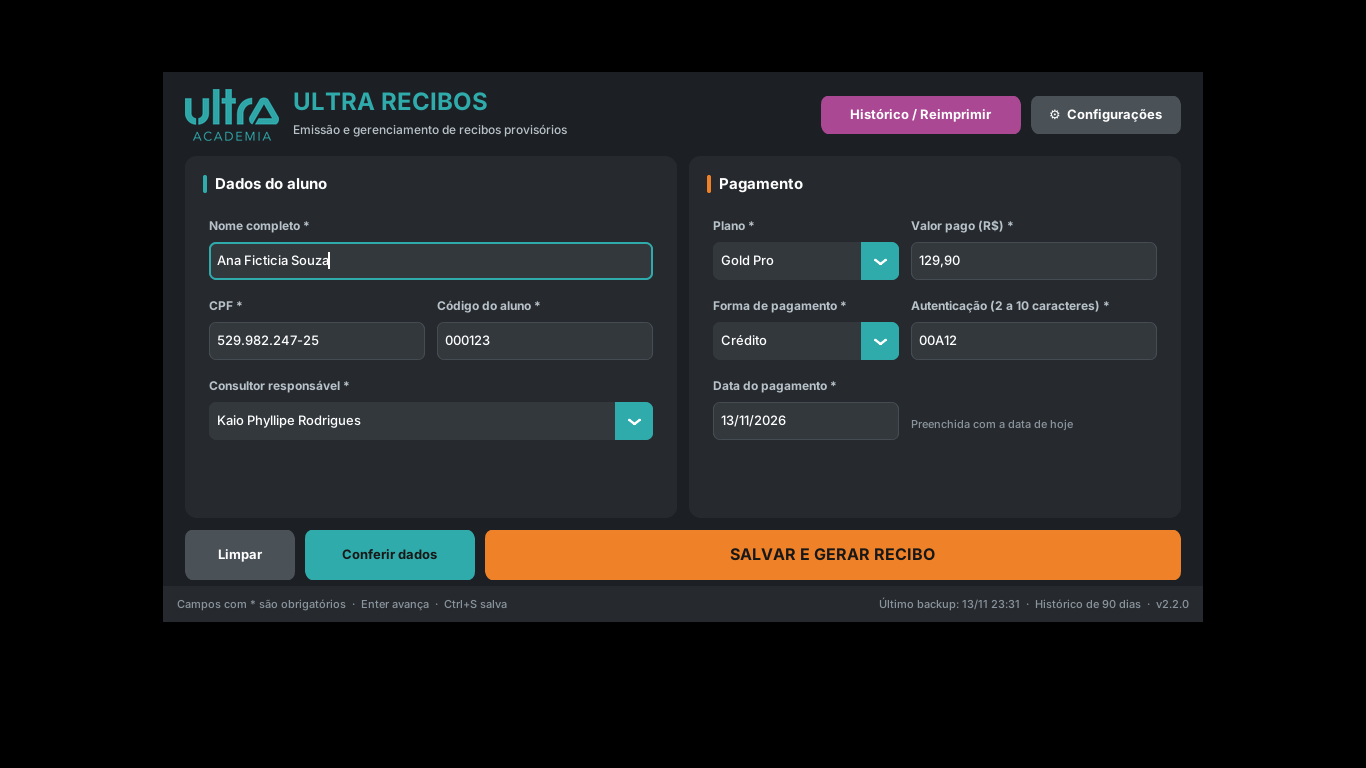 ultra
ACADEMIA
ULTRA RECIBOS
Emissão e gerenciamento de recibos provisórios
Histórico / Reimprimir
⚙ Configurações
Dados do aluno
Nome completo *
Ana Ficticia Souza
CPF *
Código do aluno *
529.982.247-25
000123
Consultor responsável *
Kaio Phyllipe Rodrigues
Pagamento
Plano *
Valor pago (R$) *
Gold Pro
129,90
Forma de pagamento *
Autenticação (2 a 10 caracteres) *
Crédito
00A12
Data do pagamento *
13/11/2026
Preenchida com a data de hoje
Limpar
Conferir dados
SALVAR E GERAR RECIBO
Campos com * são obrigatórios · Enter avança · Ctrl+S salva
Último backup: 13/11 23:31 · Histórico de 90 dias · v2.2.0